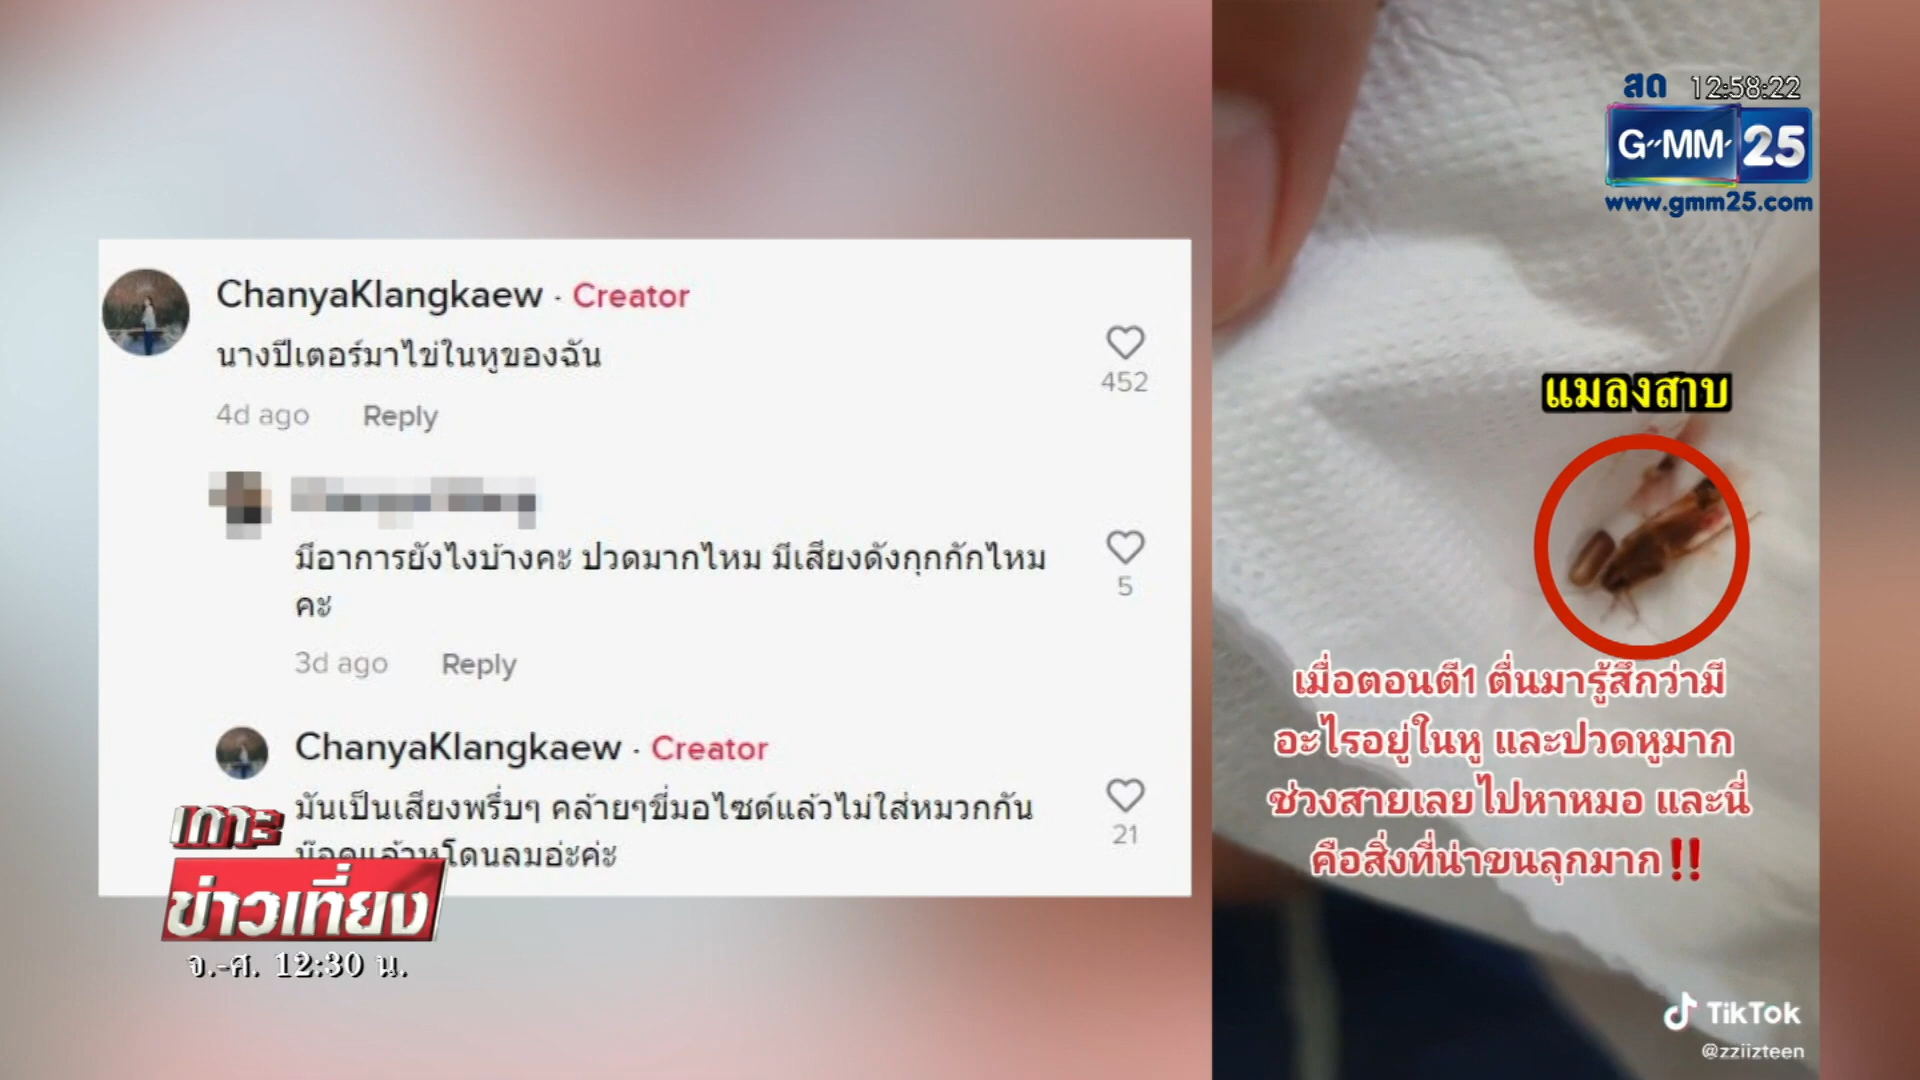 ChanyaKlangkaew · Creator
นางปีเตอร์มาไข่ในหูของฉัน
452
4d ago Reply
มีอาการยังไงบ้างคะ ปวดมากไหม มีเสียงดังกุกกักไหม
คะ
5
3d ago Reply
ChanyaKlangkaew · Creator
มันเป็นเสียงพรึ่บๆ คล้ายๆขี่มอไซต์แล้วไม่ใส่หมวกกัน
น๊อตแล้วหูโดนลมอ่ะค่ะ
21
เกาะ
ข่าวเที่ยง
จ.-ศ. 12:30 น.
สด 12:58:22
GMM 25
www.gmm25.com
แมลงสาบ
เมื่อตอนตี1 ตื่นมารู้สึกว่ามี
อะไรอยู่ในหู และปวดหูมาก
ช่วงสายเลยไปหาหมอ และนี่
คือสิ่งที่น่าขนลุกมาก‼️
TikTok
@zziizteen